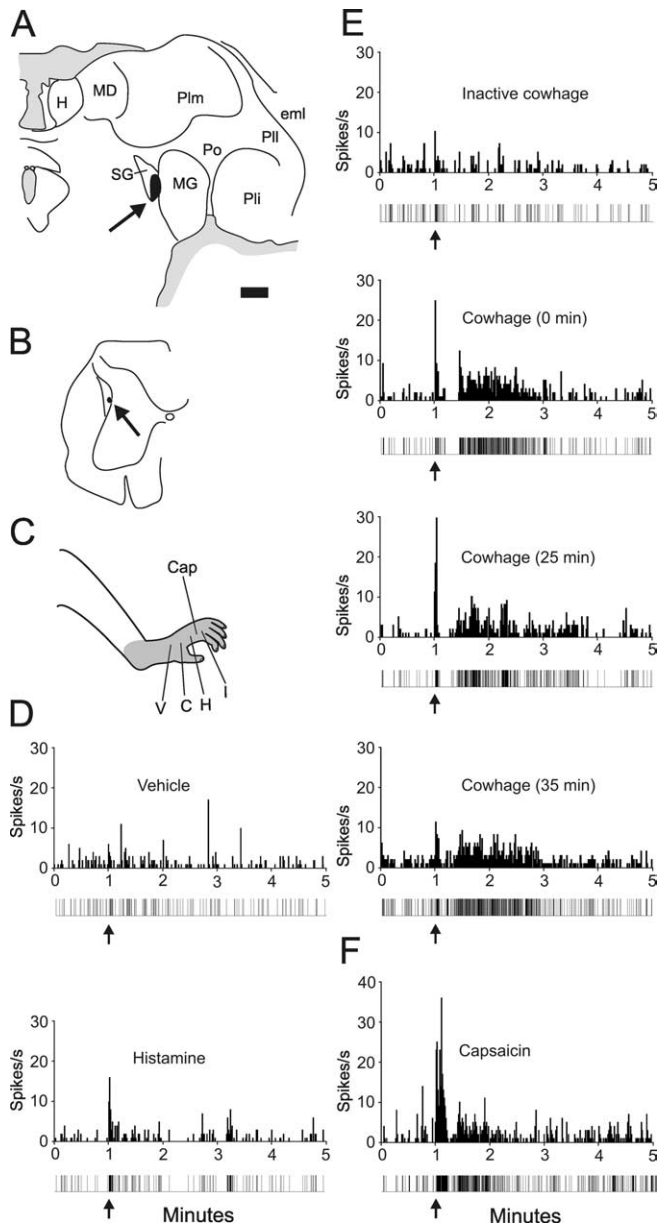 A
H
MD
Plm
eml
Pll
Po
SG
MG
Pli
B
C
Cap
V C H I
D
Vehicle
Spikes/s
30
20
10
0
0 1 2 3 4 5
Histamine
Spikes/s
30
20
10
0
0 1 2 3 4 5
Minutes
E
Inactive cowhage
Spikes/s
30
20
10
0
0 1 2 3 4 5
Cowhage (0 min)
Spikes/s
30
20
10
0
0 1 2 3 4 5
Cowhage (25 min)
Spikes/s
30
20
10
0
0 1 2 3 4 5
Cowhage (35 min)
Spikes/s
30
20
10
0
0 1 2 3 4 5
F
Capsaicin
Spikes/s
40
30
20
10
0
0 1 2 3 4 5
Minutes